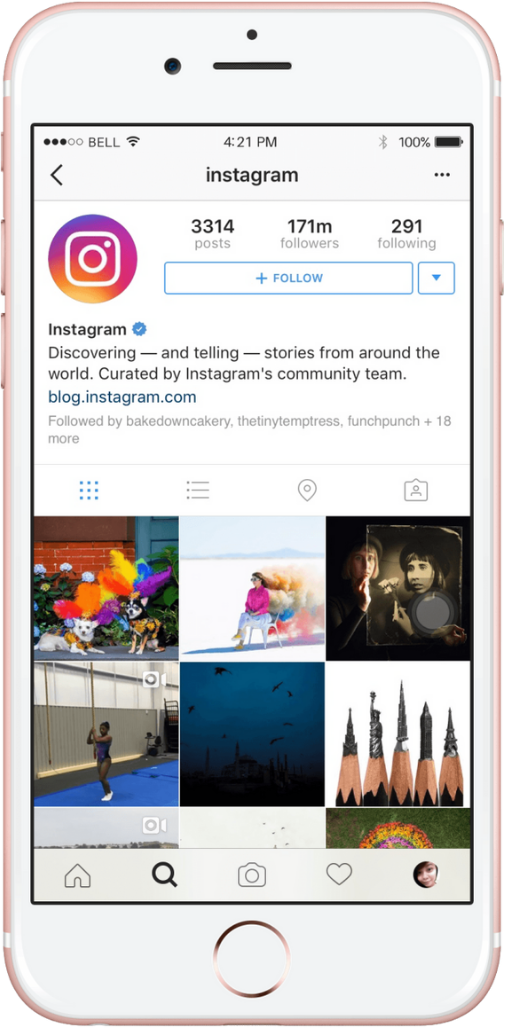 ●●●○○ BELL 4:21 PM 100%
instagram
3314 171m 291
posts followers following
+ FOLLOW
Instagram
Discovering — and telling — stories from around the
world. Curated by Instagram's community team.
blog.instagram.com
Followed by bakedowncakery, thetinytemptress, funchpunch + 18
more